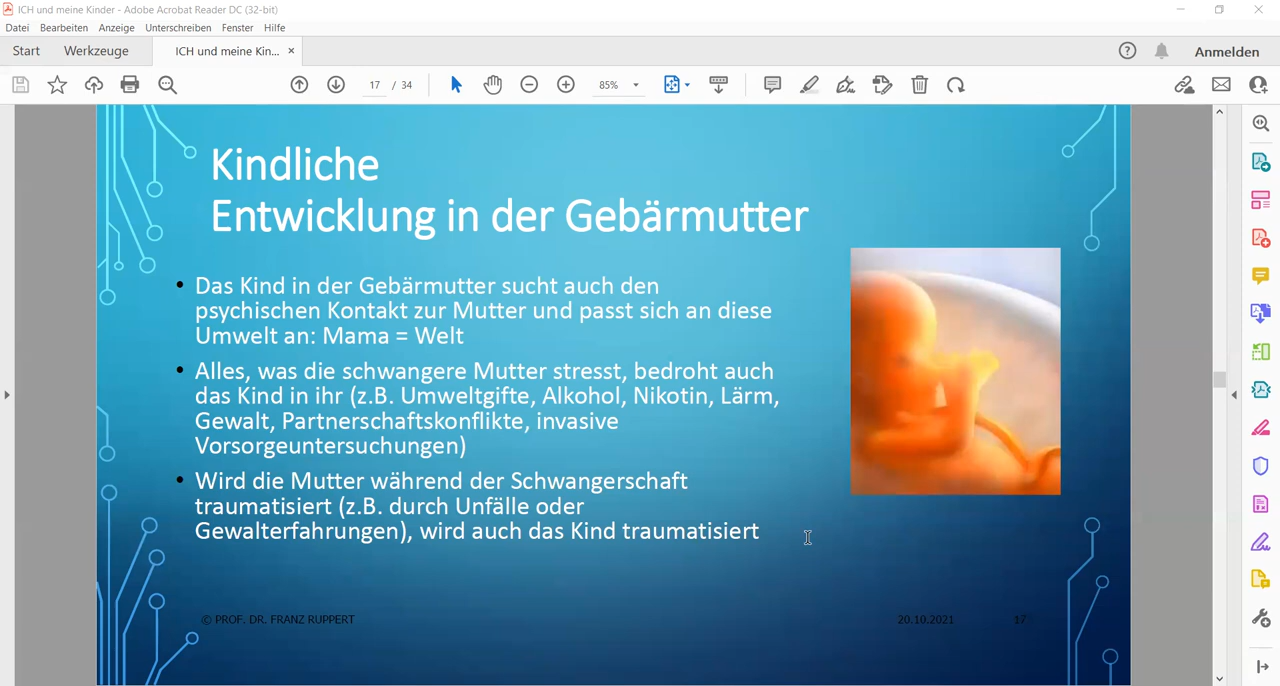 ICH und meine Kinder - Adobe Acrobat Reader DC (32-bit)
Datei Bearbeiten Anzeige Unterschreiben Fenster Hilfe
Start Werkzeuge ICH und meine Kin... × Anmelden
17 / 34 85%
Kindliche
Entwicklung in der Gebärmutter
• Das Kind in der Gebärmutter sucht auch den
psychischen Kontakt zur Mutter und passt sich an diese
Umwelt an: Mama = Welt
• Alles, was die schwangere Mutter stresst, bedroht auch
das Kind in ihr (z.B. Umweltgifte, Alkohol, Nikotin, Lärm,
Gewalt, Partnerschaftskonflikte, invasive
Vorsorgeuntersuchungen)
• Wird die Mutter während der Schwangerschaft
traumatisiert (z.B. durch Unfälle oder
Gewalterfahrungen), wird auch das Kind traumatisiert
© PROF. DR. FRANZ RUPPERT 20.10.2021 17